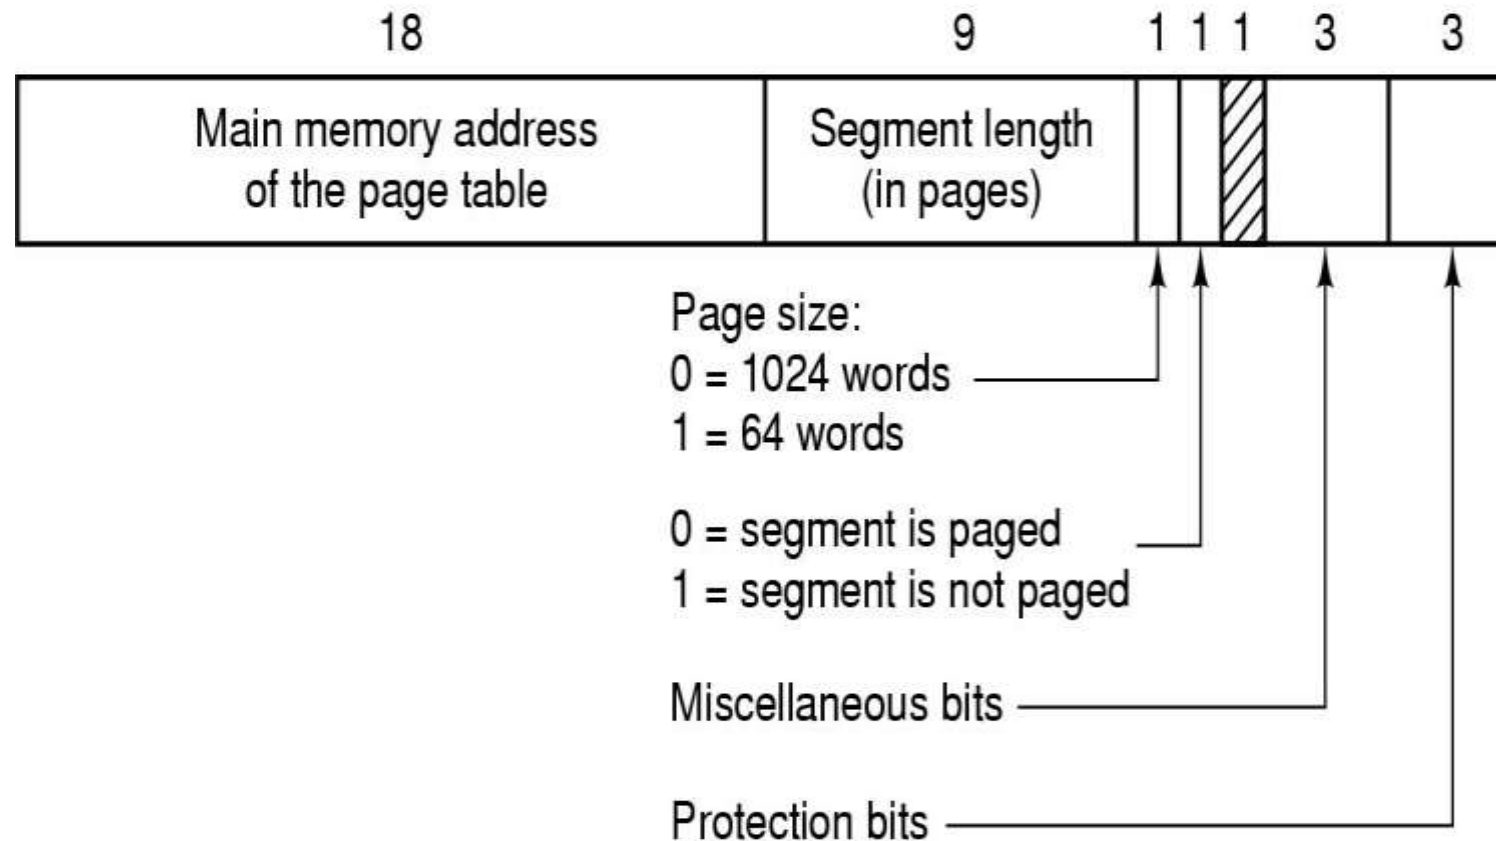 18 9 1 1 1 3 3
Main memory address
of the page table
Segment length
(in pages)
Page size:
0 = 1024 words
1 = 64 words
0 = segment is paged
1 = segment is not paged
Miscellaneous bits
Protection bits